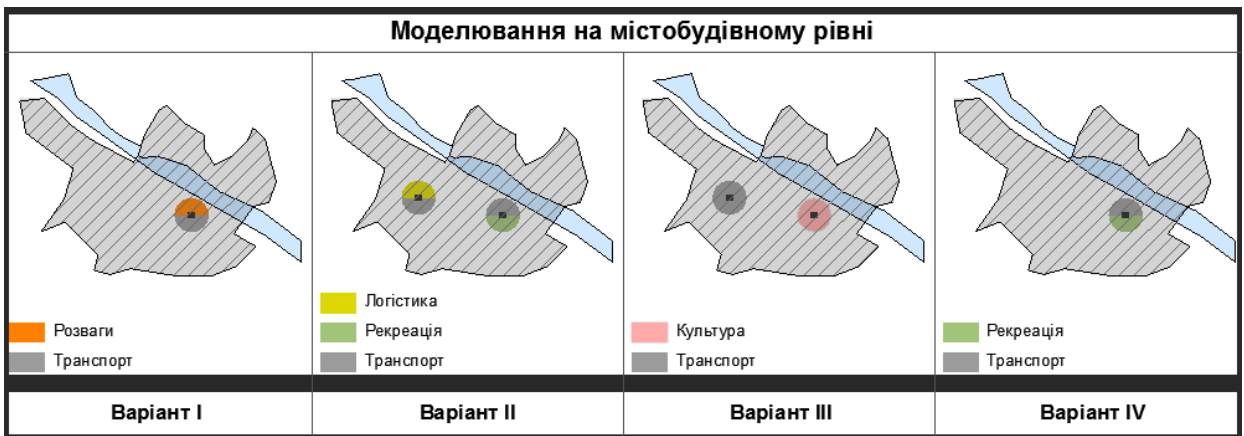 Моделювання на містобудівному рівні
Розваги
Транспорт
Логістика
Рекреація
Транспорт
Культура
Транспорт
Рекреація
Транспорт
Варіант I
Варіант II
Варіант III
Варіант IV